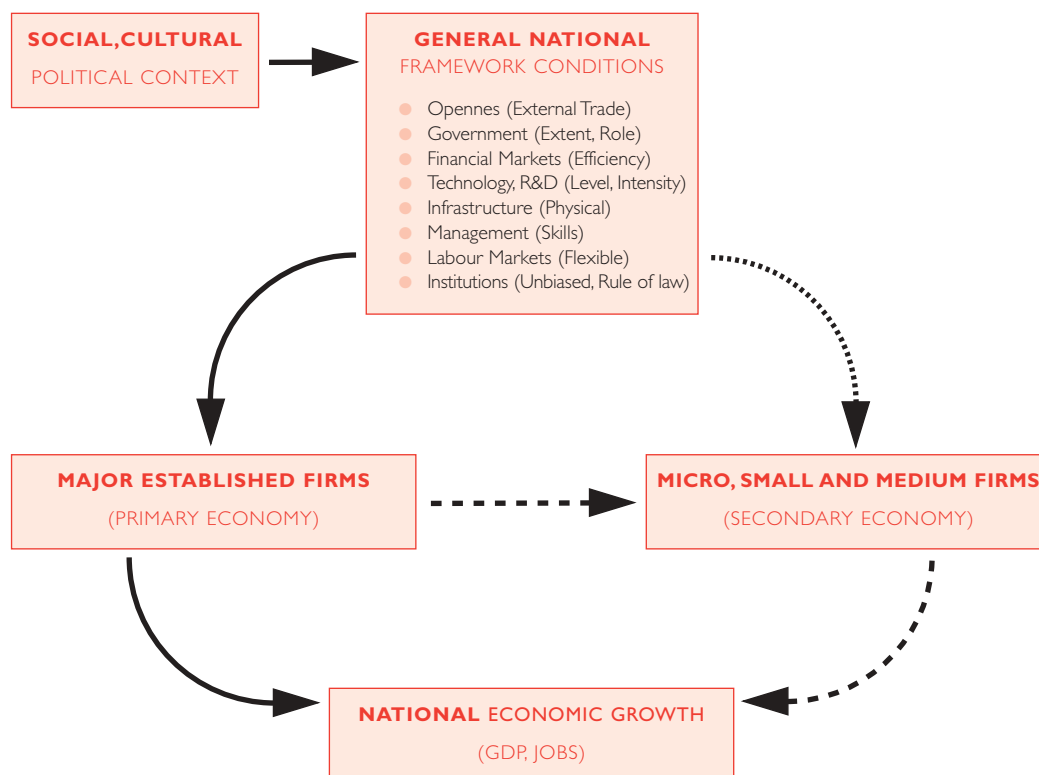 SOCIAL,CULTURAL
POLITICAL CONTEXT
GENERAL NATIONAL
FRAMEWORK CONDITIONS
Opennes (External Trade)
Government (Extent, Role)
Financial Markets (Efficiency)
Technology, R&D (Level, Intensity)
Infrastructure (Physical)
Management (Skills)
Labour Markets (Flexible)
Institutions (Unbiased, Rule of law)
MAJOR ESTABLISHED FIRMS
(PRIMARY ECONOMY)
MICRO, SMALL AND MEDIUM FIRMS
(SECONDARY ECONOMY)
NATIONAL ECONOMIC GROWTH
(GDP, JOBS)